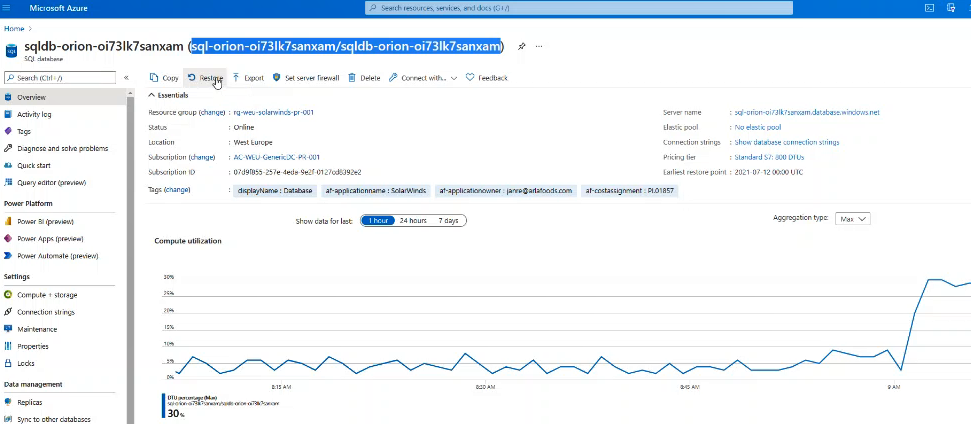 Microsoft Azure
Search resources, services, and docs (G+/)
Home
sqldb-orion-oi73lk7sanxam (sql-orion-oi73lk7sanxam/sqldb-orion-oi73lk7sanxam)
SQL database
Search (Ctrl+/)
Copy Restore Export Set server firewall Delete Connect with... Feedback
Overview
Activity log
Tags
Diagnose and solve problems
Quick start
Query editor (preview)
Power Platform
Power BI (preview)
Power Apps (preview)
Power Automate (preview)
Settings
Compute + storage
Connection strings
Maintenance
Properties
Locks
Data management
Replicas
Sync to other databases
Essentials
Resource group (change) : rg-weu-solarwinds-pr-001
Status : Online
Location : West Europe
Subscription (change) : AC-WEU-GenericDC-PR-001
Subscription ID : 07d9f855-257e-4eda-9e2f-0127cd8392e2
Tags (change) : displayName : Database af-applicationname : SolarWinds af-applicationowner : janre@arlafoods.com af-costassignment : PL01857
Server name : sql-orion-oi73lk7sanxam.database.windows.net
Elastic pool : No elastic pool
Connection strings : Show database connection strings
Pricing tier : Standard S7: 800 DTUs
Earliest restore point : 2021-07-12 00:00 UTC
Show data for last: 1 hour 24 hours 7 days
Aggregation type: Max
Compute utilization
30%
25%
20%
15%
10%
5%
0%
8:15 AM 8:20 AM 8:45 AM 9 AM
DTU percentage (Max)
sql-orion-oi73lk7sanxam/sqldb-orion-oi73lk7sanxam
30%